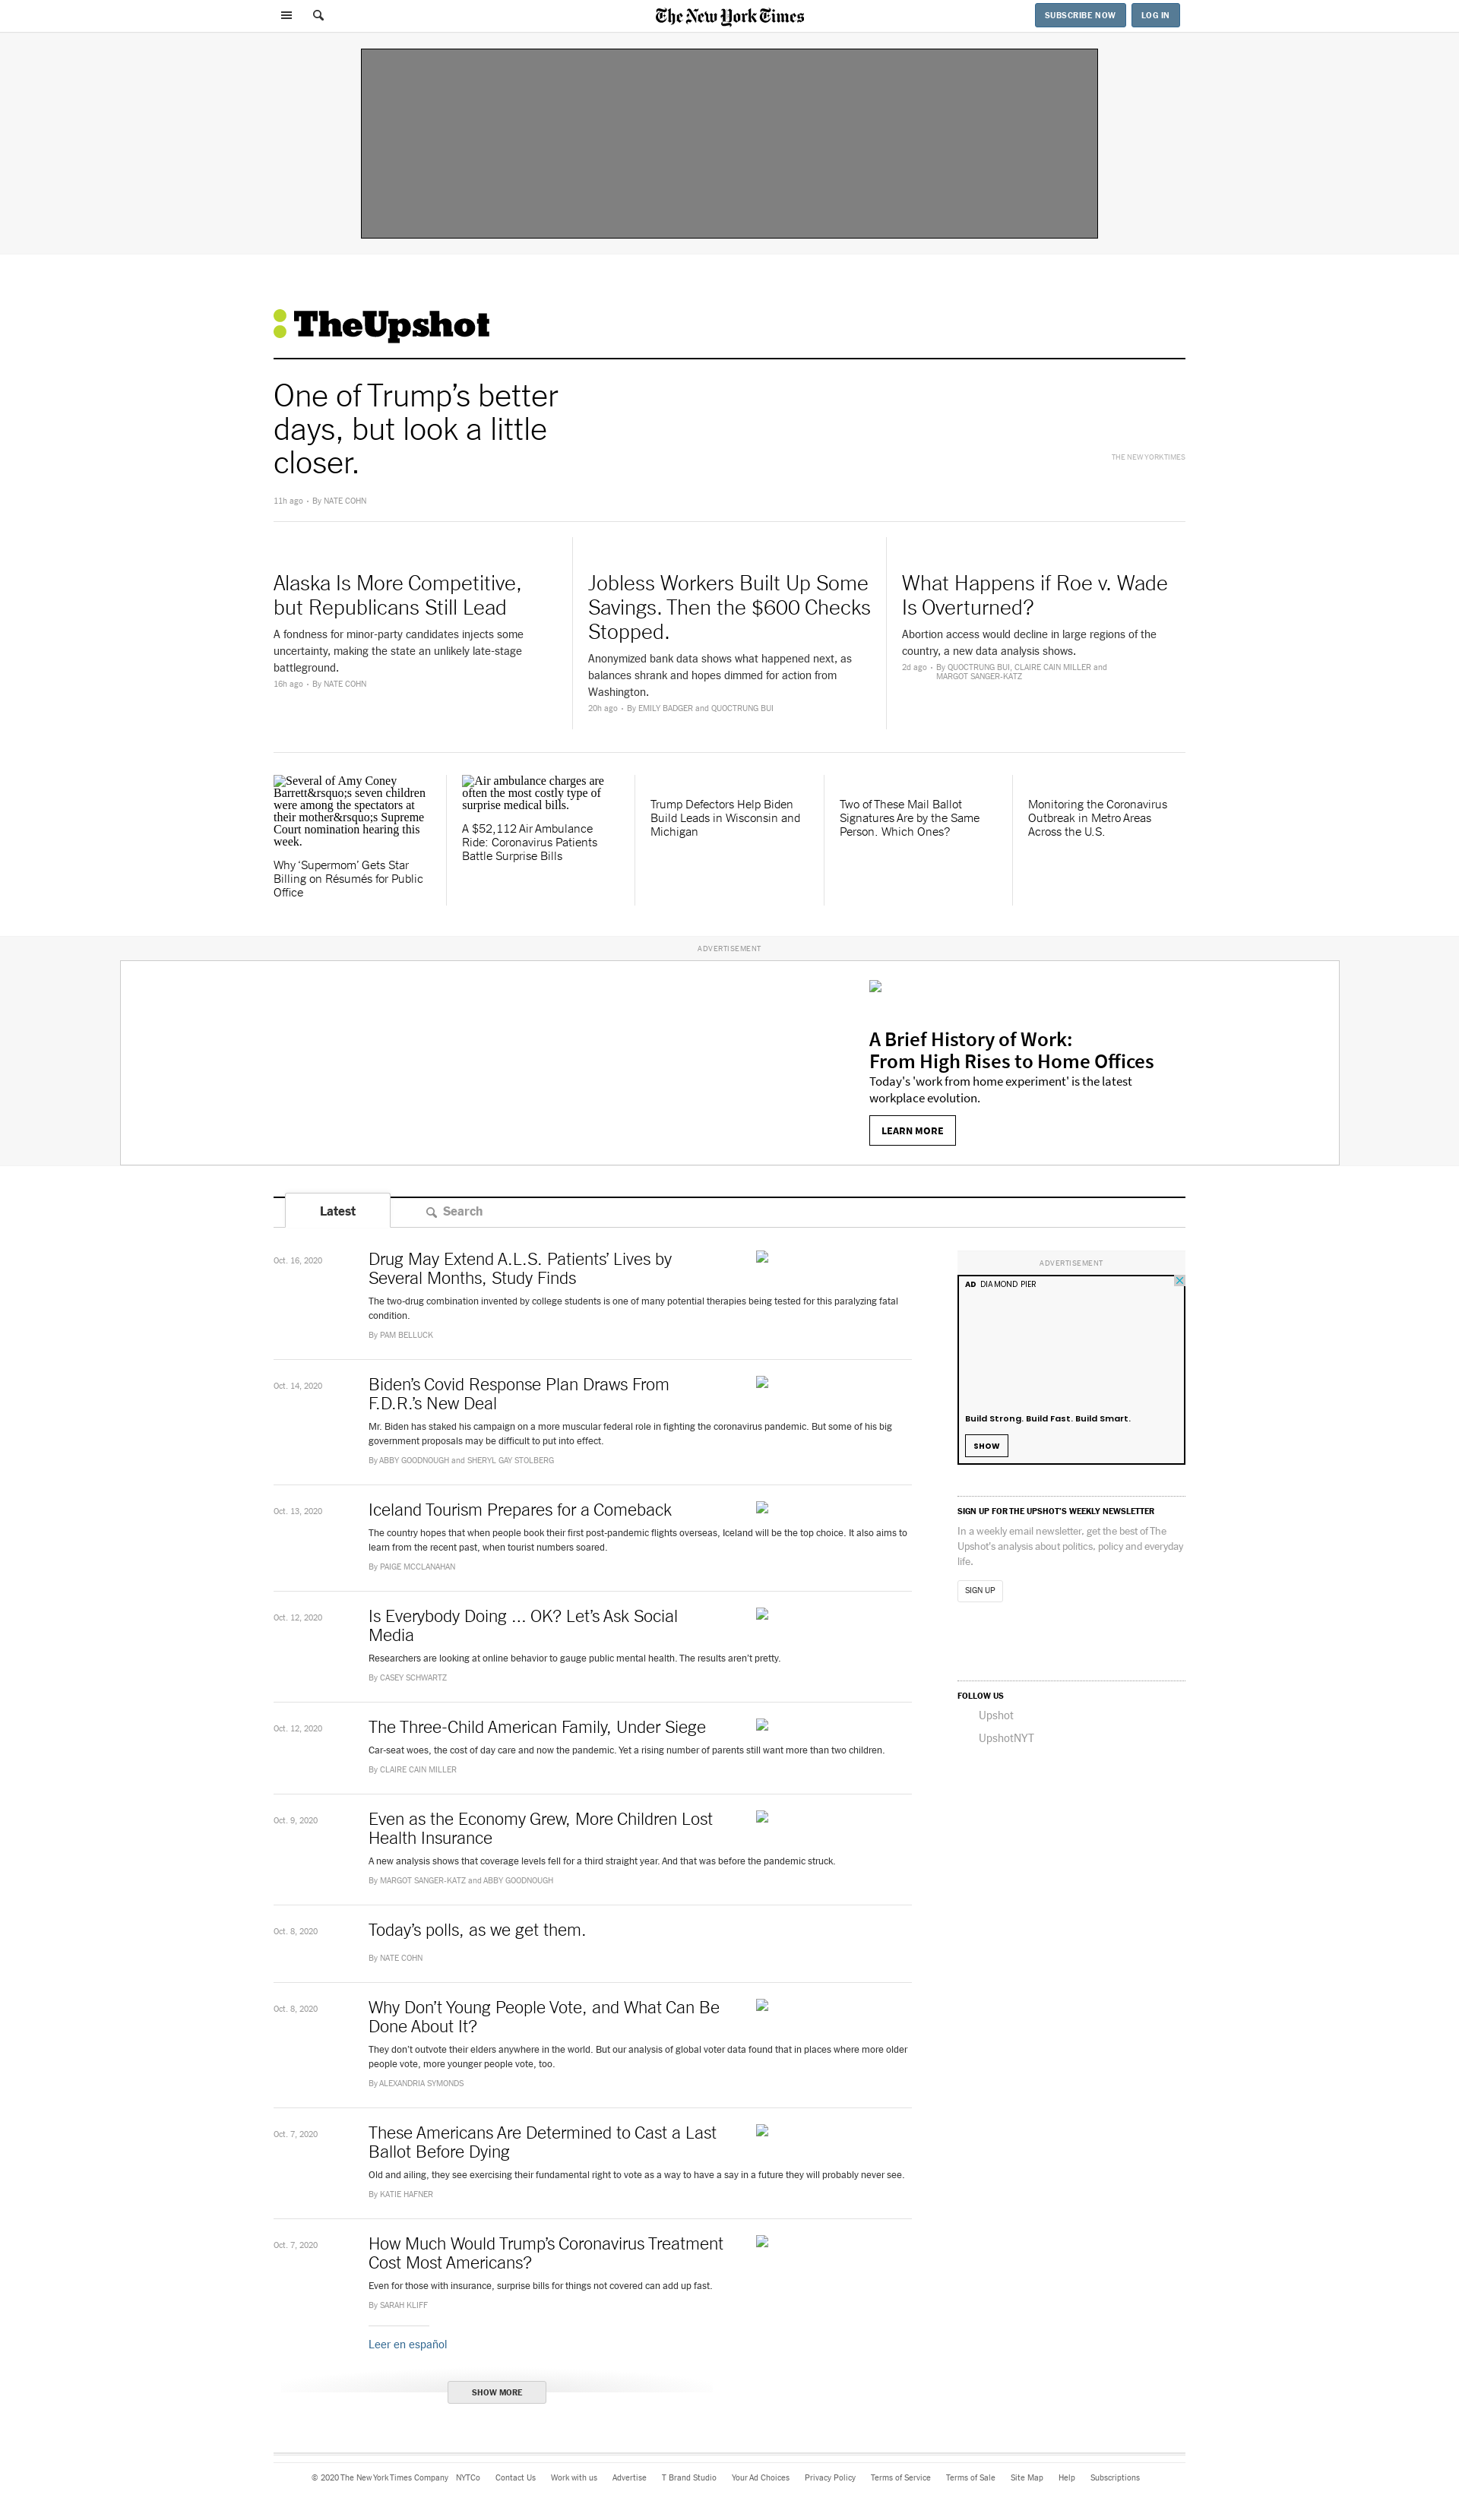 The New York Times
SUBSCRIBE NOW
LOG IN
TheUpshot
One of Trump’s better
days, but look a little
closer.
THE NEW YORK TIMES
11h ago - By NATE COHN
Alaska Is More Competitive,
but Republicans Still Lead
A fondness for minor-party candidates injects some
uncertainty, making the state an unlikely late-stage
battleground.
16h ago - By NATE COHN
Jobless Workers Built Up Some
Savings. Then the $600 Checks
Stopped.
Anonymized bank data shows what happened next, as
balances shrank and hopes dimmed for action from
Washington.
20h ago - By EMILY BADGER and QUOCTRUNG BUI
What Happens if Roe v. Wade
Is Overturned?
Abortion access would decline in large regions of the
country, a new data analysis shows.
2d ago - By QUOCTRUNG BUI, CLAIRE CAIN MILLER and
MARGOT SANGER-KATZ
Several of Amy Coney
Barrett&rsquo;s seven children
were among the spectators at
their mother&rsquo;s Supreme
Court nomination hearing this
week.
Why ‘Supermom’ Gets Star
Billing on Résumés for Public
Office
Air ambulance charges are
often the most costly type of
surprise medical bills.
A $52,112 Air Ambulance
Ride: Coronavirus Patients
Battle Surprise Bills
Trump Defectors Help Biden
Build Leads in Wisconsin and
Michigan
Two of These Mail Ballot
Signatures Are by the Same
Person. Which Ones?
Monitoring the Coronavirus
Outbreak in Metro Areas
Across the U.S.
ADVERTISEMENT
A Brief History of Work:
From High Rises to Home Offices
Today's 'work from home experiment' is the latest
workplace evolution.
LEARN MORE
Latest
Search
Oct. 16, 2020
Drug May Extend A.L.S. Patients’ Lives by
Several Months, Study Finds
The two-drug combination invented by college students is one of many potential therapies being tested for this paralyzing fatal
condition.
By PAM BELLUCK
Oct. 14, 2020
Biden’s Covid Response Plan Draws From
F.D.R.’s New Deal
Mr. Biden has staked his campaign on a more muscular federal role in fighting the coronavirus pandemic. But some of his big
government proposals may be difficult to put into effect.
By ABBY GOODNOUGH and SHERYL GAY STOLBERG
Oct. 13, 2020
Iceland Tourism Prepares for a Comeback
The country hopes that when people book their first post-pandemic flights overseas, Iceland will be the top choice. It also aims to
learn from the recent past, when tourist numbers soared.
By PAIGE MCCLANAHAN
Oct. 12, 2020
Is Everybody Doing ... OK? Let’s Ask Social
Media
Researchers are looking at online behavior to gauge public mental health. The results aren’t pretty.
By CASEY SCHWARTZ
Oct. 12, 2020
The Three-Child American Family, Under Siege
Car-seat woes, the cost of day care and now the pandemic. Yet a rising number of parents still want more than two children.
By CLAIRE CAIN MILLER
Oct. 9, 2020
Even as the Economy Grew, More Children Lost
Health Insurance
A new analysis shows that coverage levels fell for a third straight year. And that was before the pandemic struck.
By MARGOT SANGER-KATZ and ABBY GOODNOUGH
Oct. 8, 2020
Today’s polls, as we get them.
By NATE COHN
Oct. 8, 2020
Why Don’t Young People Vote, and What Can Be
Done About It?
They don’t outvote their elders anywhere in the world. But our analysis of global voter data found that in places where more older
people vote, more younger people vote, too.
By ALEXANDRIA SYMONDS
Oct. 7, 2020
These Americans Are Determined to Cast a Last
Ballot Before Dying
Old and ailing, they see exercising their fundamental right to vote as a way to have a say in a future they will probably never see.
By KATIE HAFNER
Oct. 7, 2020
How Much Would Trump’s Coronavirus Treatment
Cost Most Americans?
Even for those with insurance, surprise bills for things not covered can add up fast.
By SARAH KLIFF
Leer en español
SHOW MORE
ADVERTISEMENT
AD DIAMOND PIER
Build Strong. Build Fast. Build Smart.
SHOW
SIGN UP FOR THE UPSHOT’S WEEKLY NEWSLETTER
In a weekly email newsletter, get the best of The
Upshot’s analysis about politics, policy and everyday
life.
SIGN UP
FOLLOW US
Upshot
UpshotNYT
© 2020 The New York Times Company NYTCo Contact Us Work with us Advertise T Brand Studio Your Ad Choices Privacy Policy Terms of Service Terms of Sale Site Map Help Subscriptions